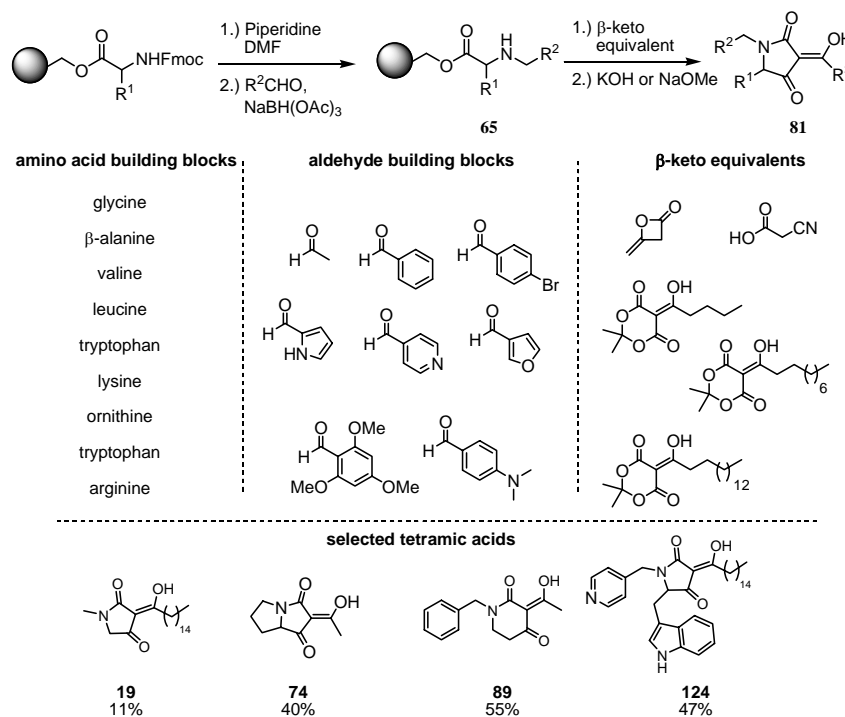 1.) Piperidine
DMF
2.) R²CHO,
NaBH(OAc)₃
1.) β-keto
equivalent
2.) KOH or NaOMe
O
O
NHFmoc
R¹
O
O
H
N
R²
R¹
65
R²
N
O
OH
R¹
O
R
81
amino acid building blocks
aldehyde building blocks
β-keto equivalents
glycine
β-alanine
valine
leucine
tryptophan
lysine
ornithine
tryptophan
arginine
O
H
O
H
O
H
Br
O
H
HN
O
H
N
O
H
O
O
OMe
H
MeO
OMe
O
H
N
O
O
O
HO
CN
O
OH
O
O
O
O
OH
O
O
O
6
O
OH
O
O
O
12
selected tetramic acids
O
OH
N
14
O
19
11%
O
OH
N
O
74
40%
O
OH
N
O
89
55%
O
OH
N
N
14
O
N
H
124
47%